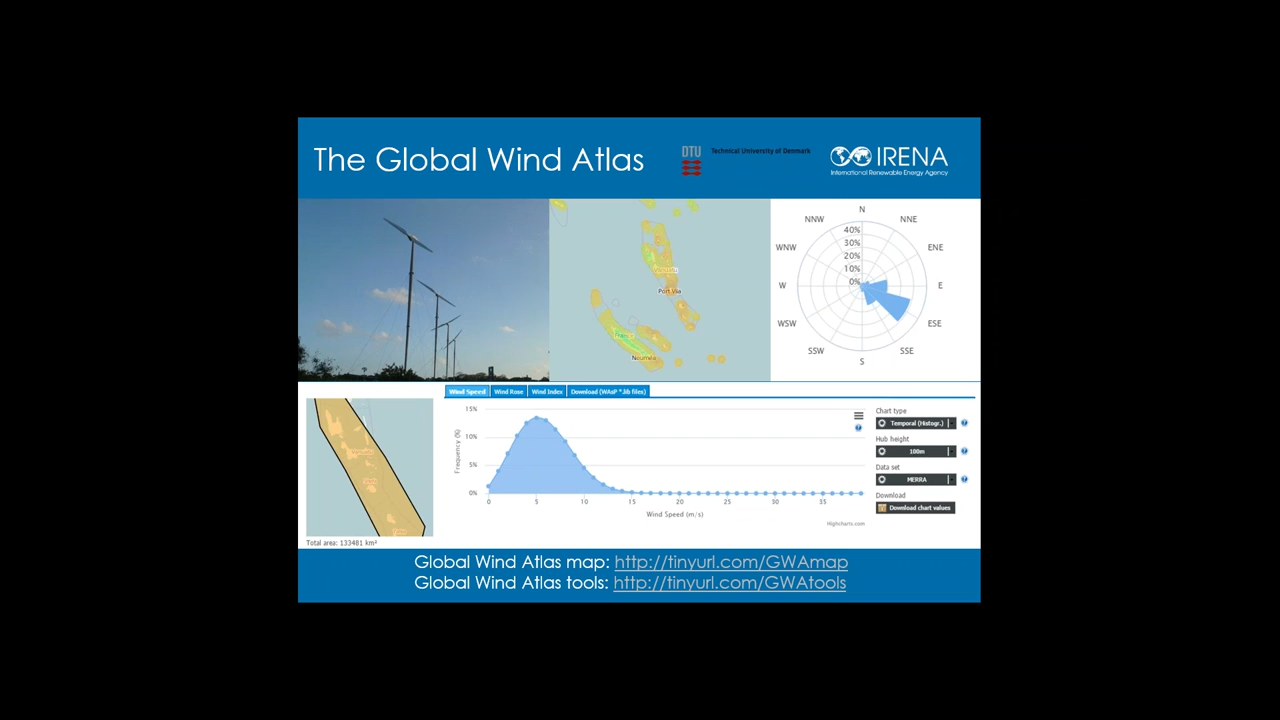 The Global Wind Atlas
DTU
Technical University of Denmark
IRENA
International Renewable Energy Agency
Port Vila
Noumea
N
NNW
NNE
WNW
ENE
W
E
WSW
ESE
SSW
SSE
S
40%
30%
20%
10%
0%
Wind Speed
Wind Rose
Wind Index
Download (WAsP *.lib files)
Total area: 133481 km²
15%
10%
5%
0%
Frequency (%)
0
5
10
15
20
25
30
35
Wind Speed (m/s)
Highcharts.com
Chart type
Temporal (Histogr.)
Hub height
100m
Data set
MERRA
Download
Download chart values
Global Wind Atlas map: http://tinyurl.com/GWAmap
Global Wind Atlas tools: http://tinyurl.com/GWAtools